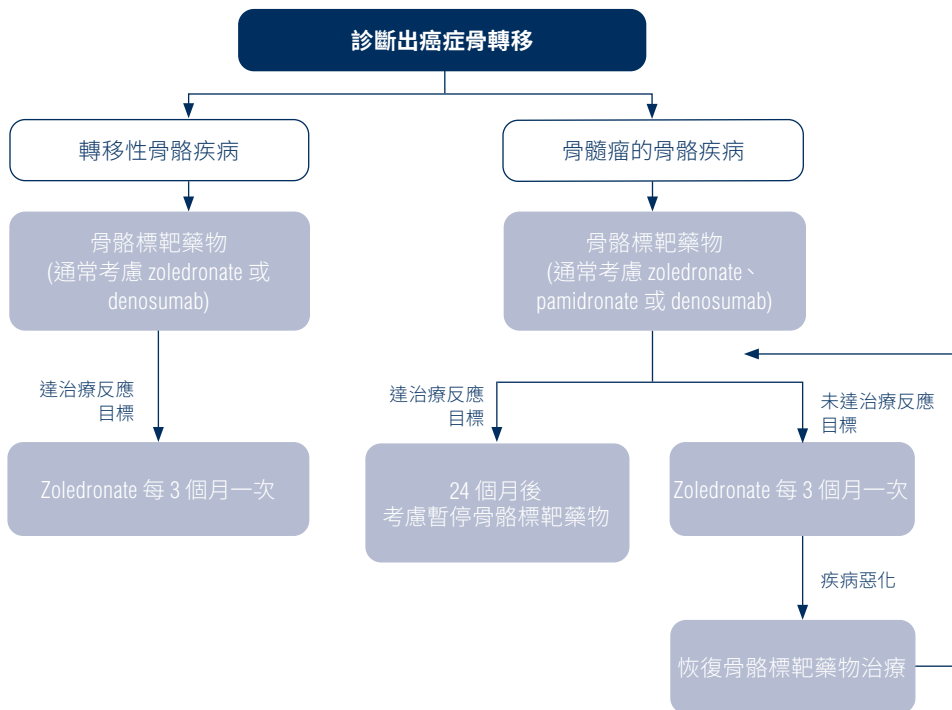 診斷出癌症骨轉移
轉移性骨骼疾病
骨髓瘤的骨骼疾病
骨骼標靶藥物
(通常考慮 zoledronate 或
denosumab)
骨骼標靶藥物
(通常考慮 zoledronate、
pamidronate 或 denosumab)
達治療反應
目標
達治療反應
目標
未達治療反應
目標
Zoledronate 每 3 個月一次
24 個月後
考慮暫停骨骼標靶藥物
Zoledronate 每 3 個月一次
疾病惡化
恢復骨骼標靶藥物治療